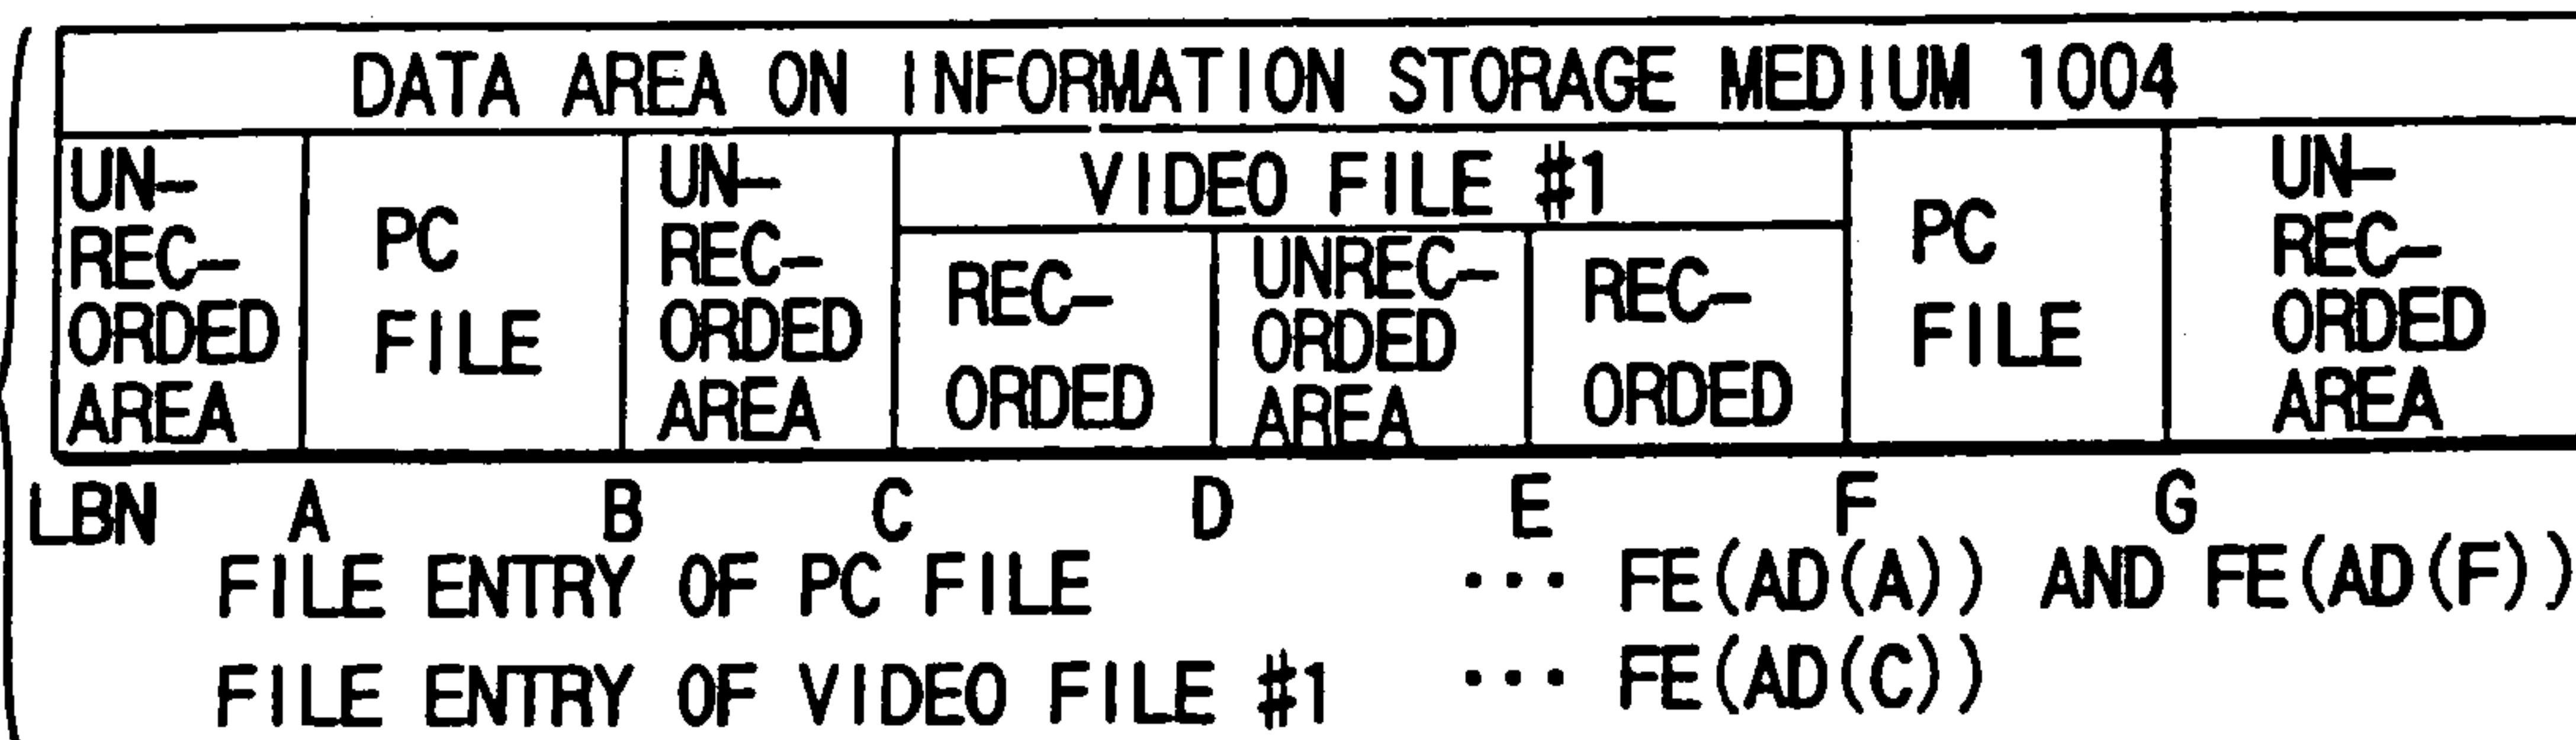 DATA AREA ON INFORMATION STORAGE MEDIUM 1004
UN-
REC-
ORDED
AREA
PC
FILE
UN-
REC-
ORDED
AREA
VIDEO FILE #1
REC-
ORDED
UNREC-
ORDED
AREA
REC-
ORDED
PC
FILE
UN-
REC-
ORDED
AREA
LBN A B C D E F G
FILE ENTRY OF PC FILE ... FE(AD(A)) AND FE(AD(F))
FILE ENTRY OF VIDEO FILE #1 ... FE(AD(C))